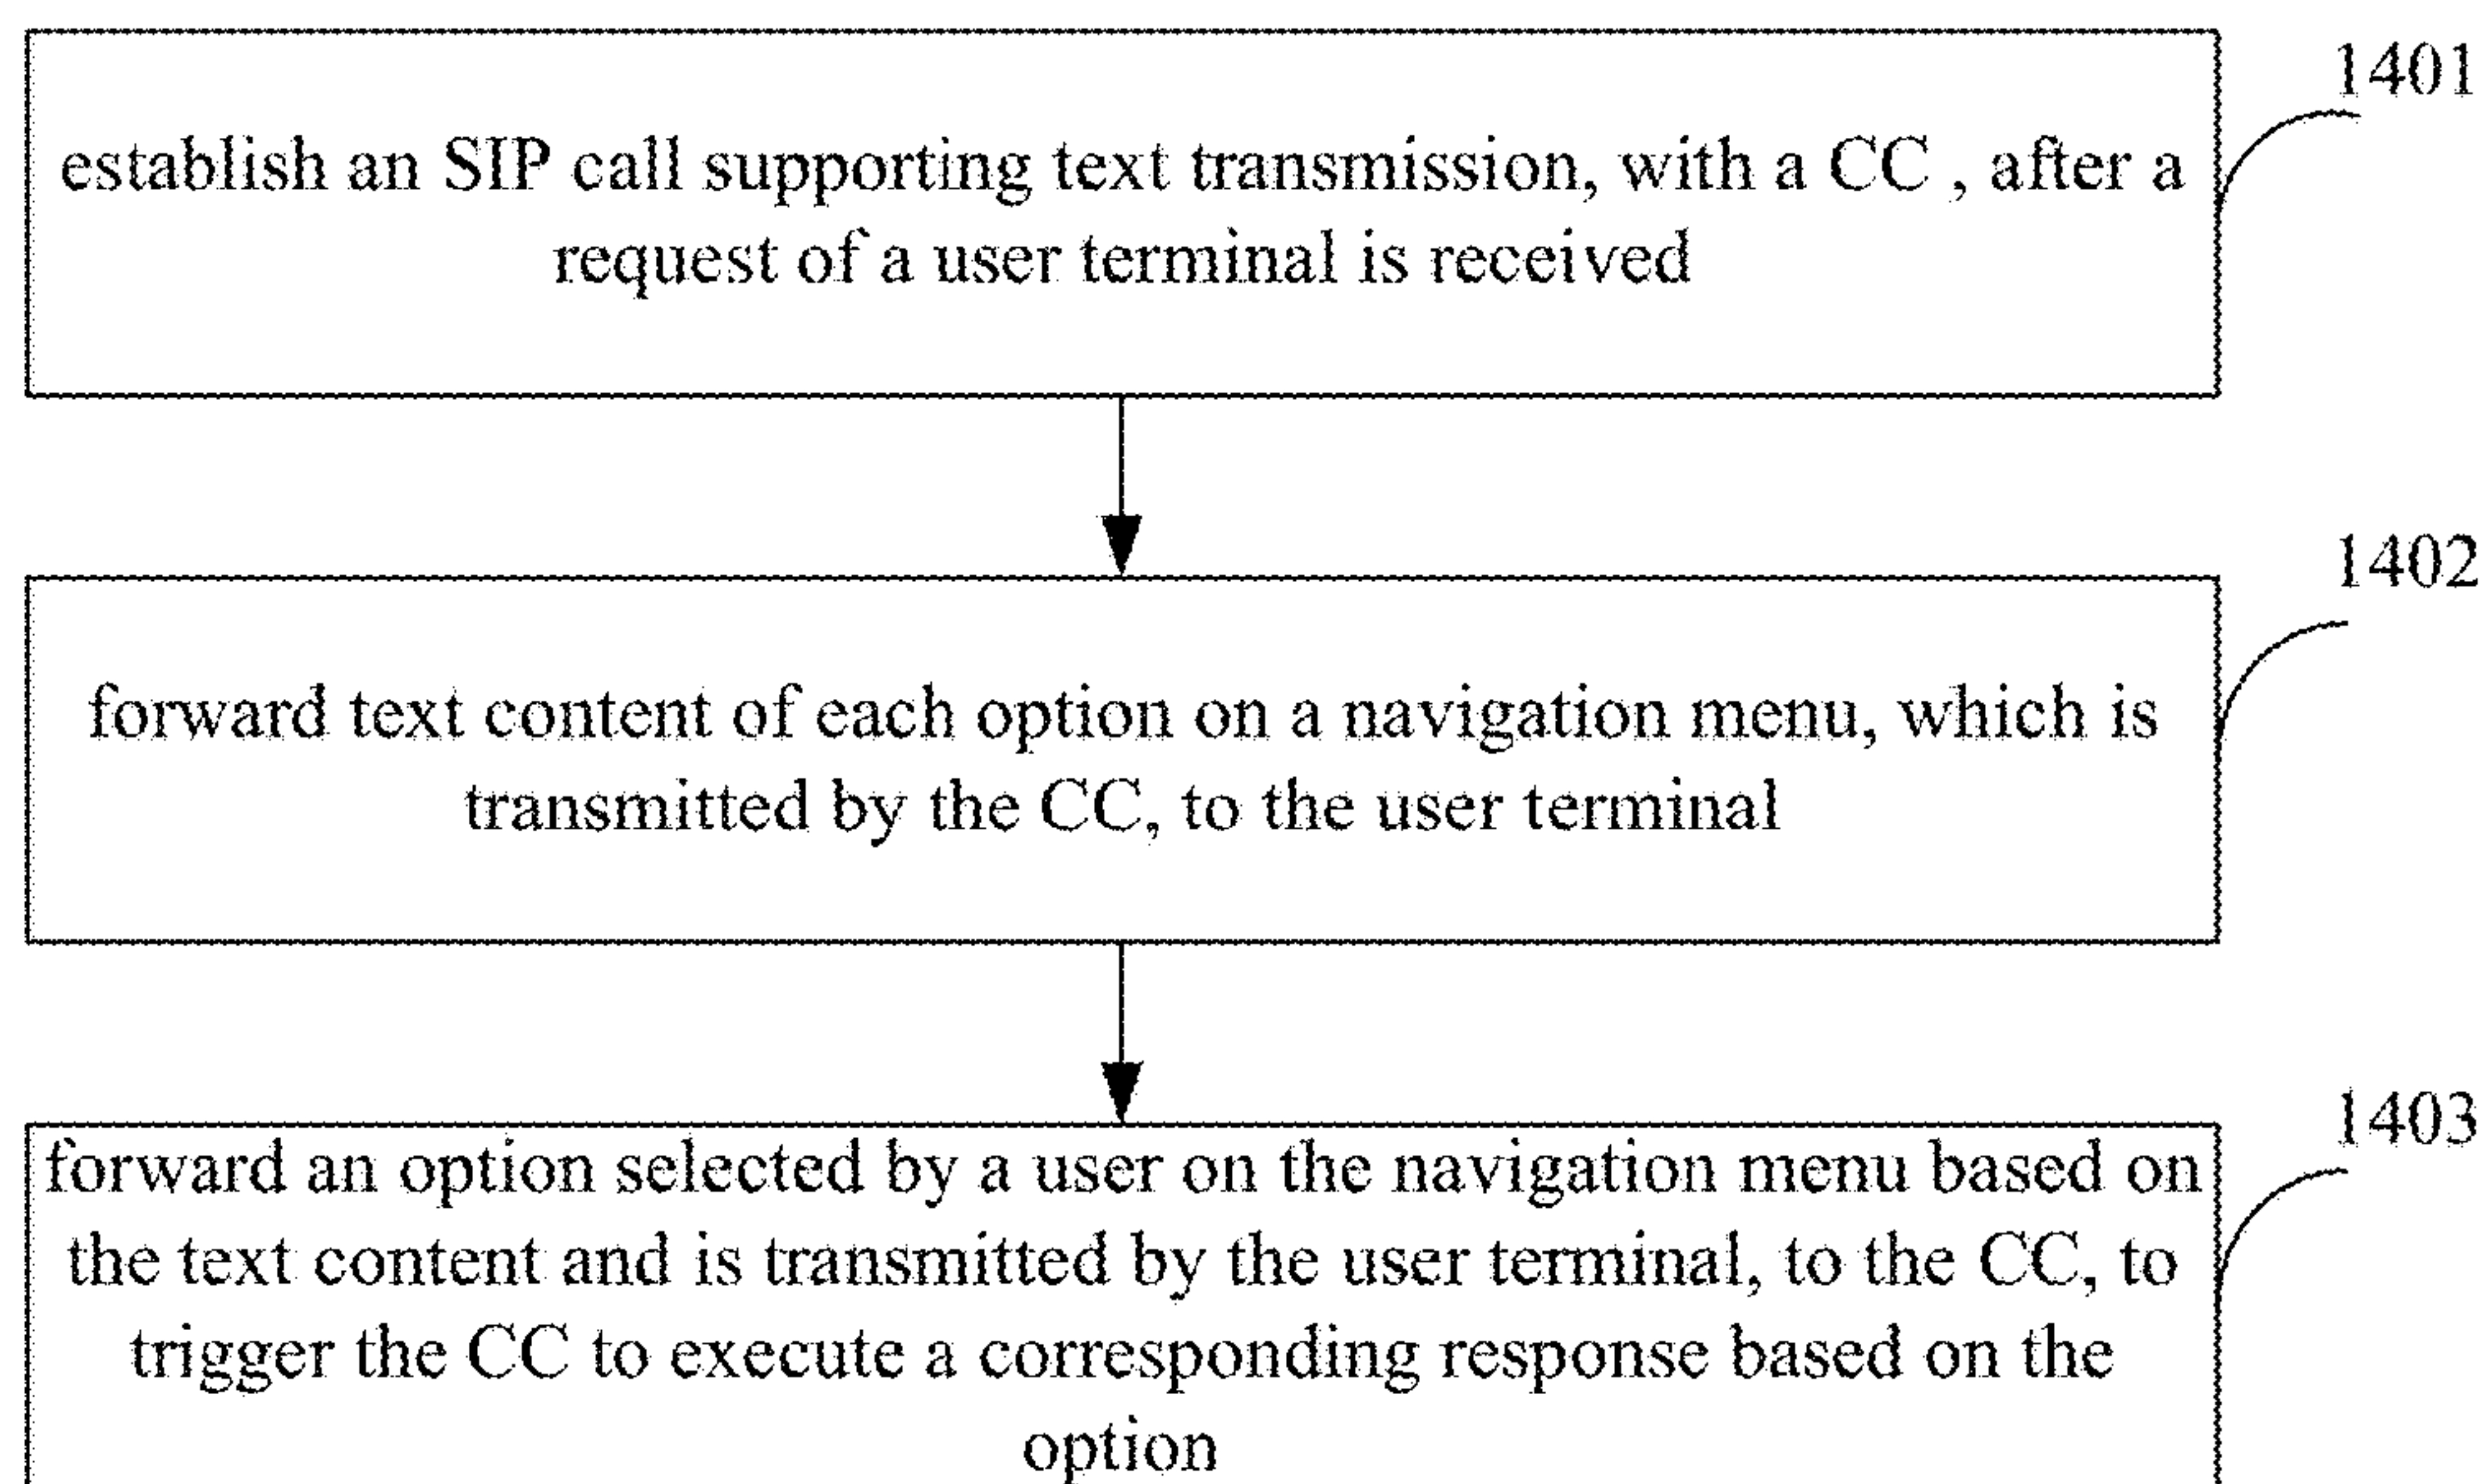 1401
establish an SIP call supporting text transmission, with a CC , after a
request of a user terminal is received
1402
forward text content of each option on a navigation menu, which is
transmitted by the CC, to the user terminal
1403
forward an option selected by a user on the navigation menu based on
the text content and is transmitted by the user terminal, to the CC, to
trigger the CC to execute a corresponding response based on the
option